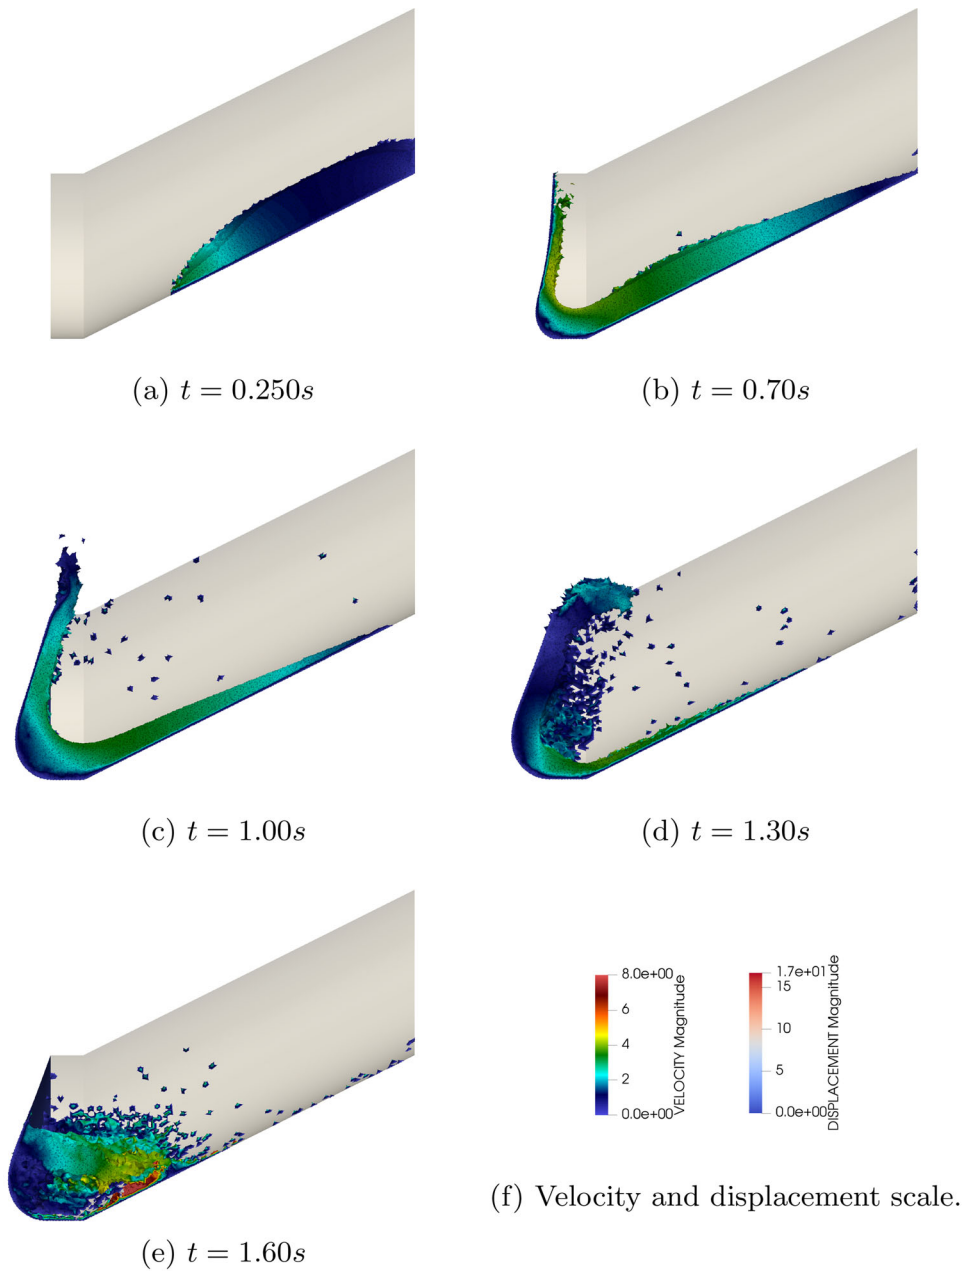 (a) t = 0.250s
(b) t = 0.70s
(c) t = 1.00s
(d) t = 1.30s
8.0e+00
6
4
2
0.0e+00
VELOCITY Magnitude
1.7e+01
15
10
5
0.0e+00
DISPLACEMENT Magnitude
(f) Velocity and displacement scale.
(e) t = 1.60s